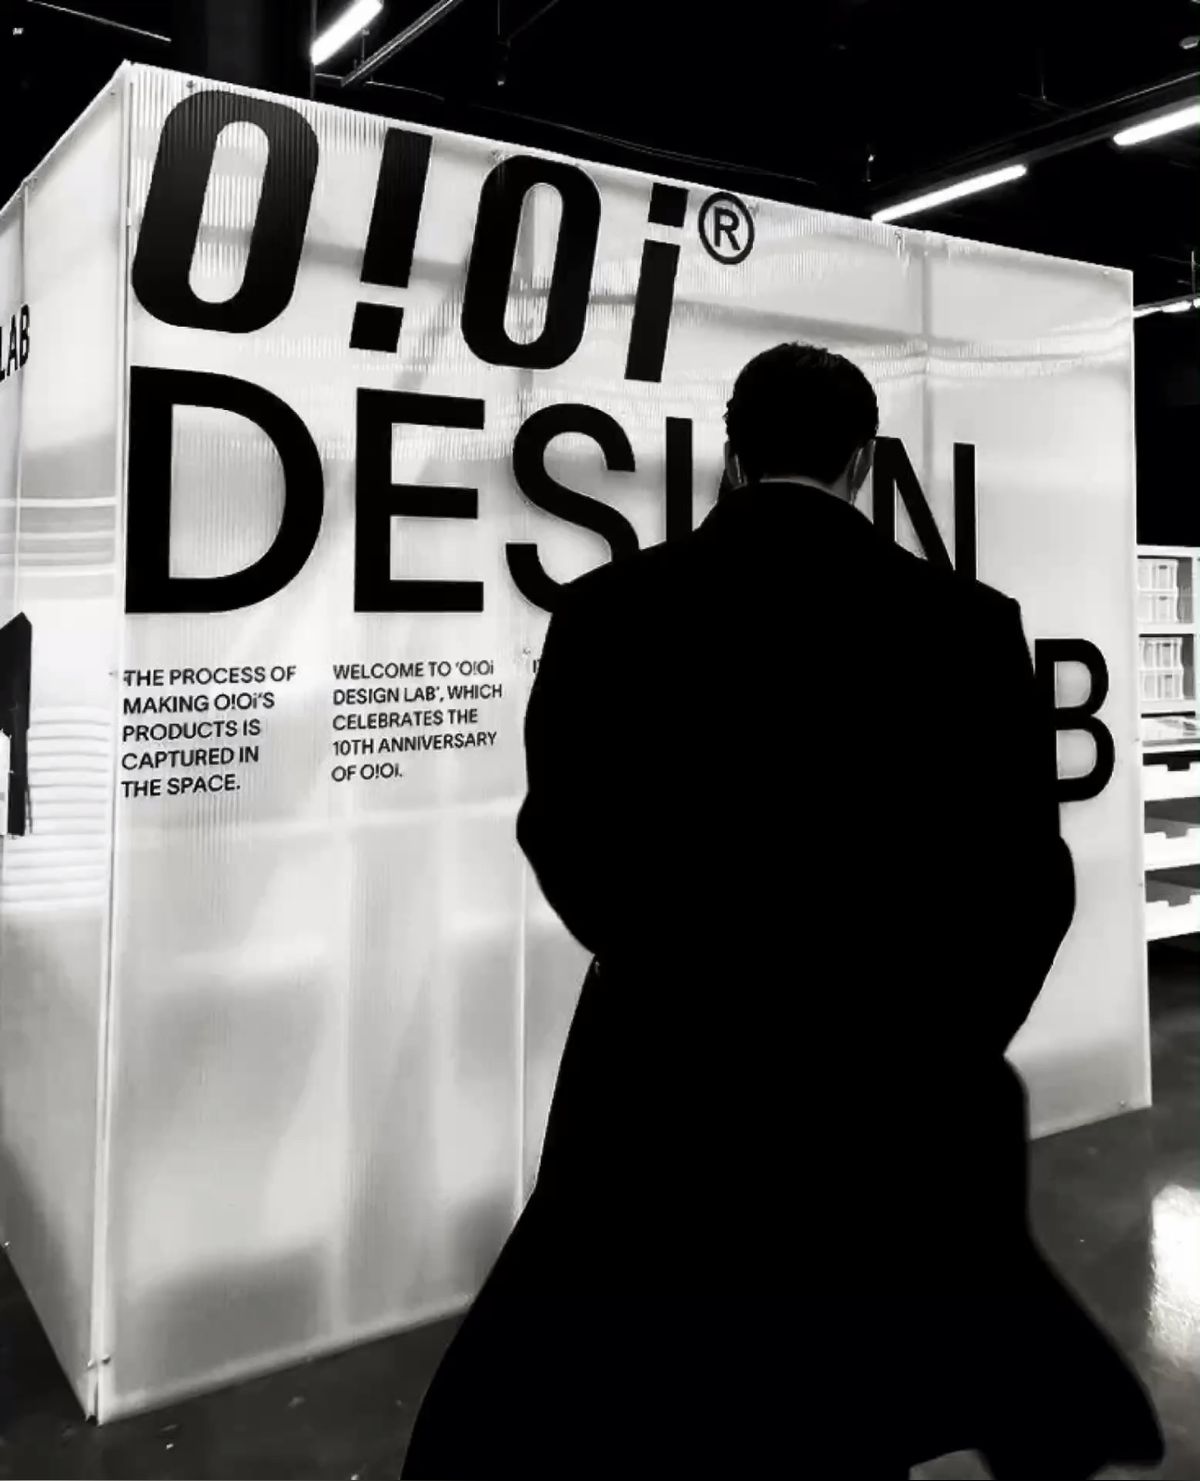 O!Oi®
DESI N
B
THE PROCESS OF
MAKING O!Oi'S
PRODUCTS IS
CAPTURED IN
THE SPACE.
WELCOME TO 'O!Oi
DESIGN LAB', WHICH
CELEBRATES THE
10TH ANNIVERSARY
OF O!Oi.
LAB